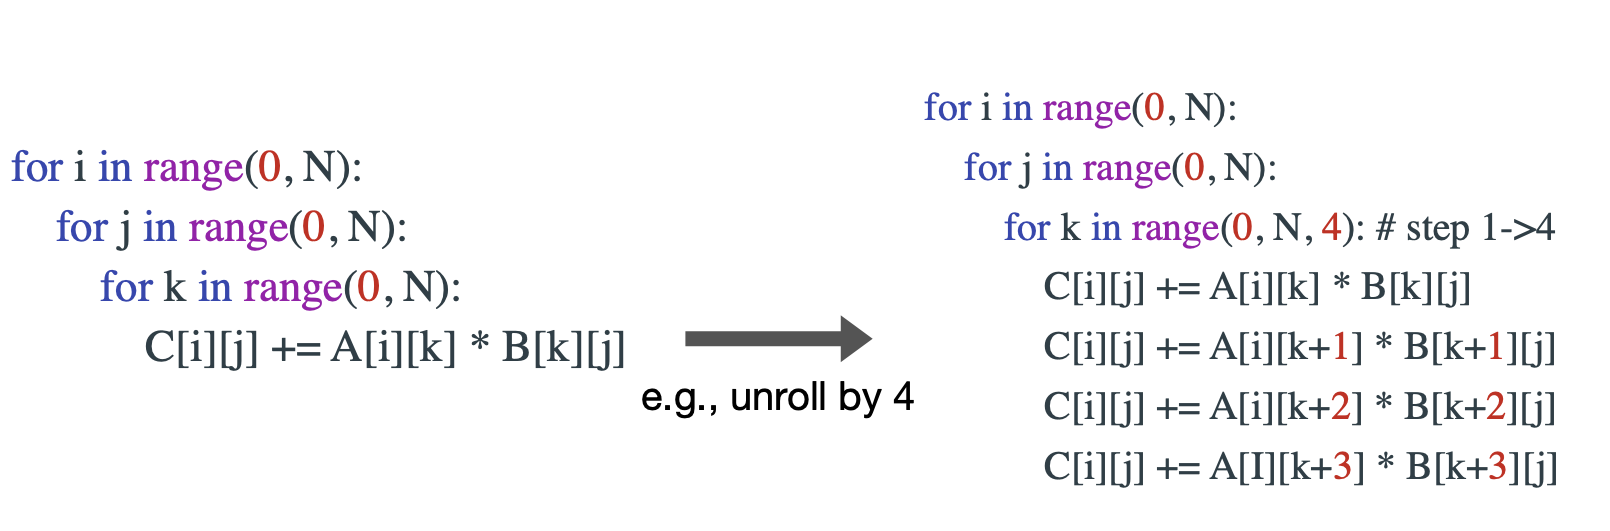 for i in range(0, N):
for j in range(0, N):
for k in range(0, N):
C[i][j] += A[i][k] * B[k][j]
e.g., unroll by 4
for i in range(0, N):
for j in range(0, N):
for k in range(0, N, 4): # step 1->4
C[i][j] += A[i][k] * B[k][j]
C[i][j] += A[i][k+1] * B[k+1][j]
C[i][j] += A[i][k+2] * B[k+2][j]
C[i][j] += A[I][k+3] * B[k+3][j]